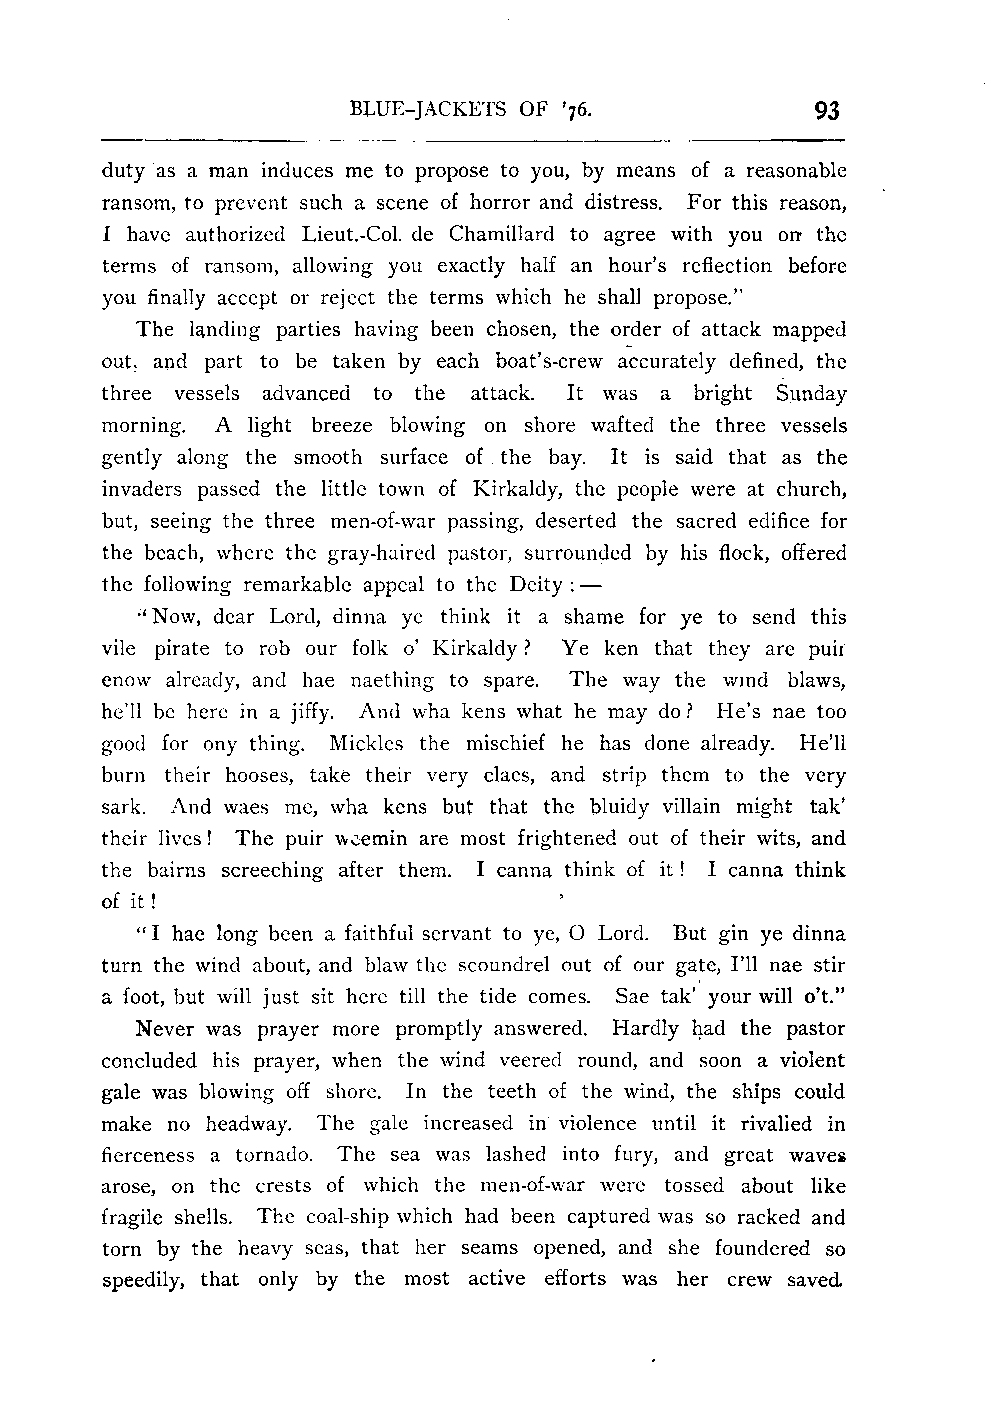 BLUE-JACKETS OF '76. 93
duty as a man induces me to propose to you, by means of a reasonable
ransom, to prevent such a scene of horror and distress. For this reason,
I have authorized Lieut.-Col. de Chamillard to agree with you on the
terms of ransom, allowing you exactly half an hour's reflection before
you finally accept or reject the terms which he shall propose."
The landing parties having been chosen, the order of attack mapped
out, and part to be taken by each boat's-crew accurately defined, the
three vessels advanced to the attack. It was a bright Sunday
morning. A light breeze blowing on shore wafted the three vessels
gently along the smooth surface of the bay. It is said that as the
invaders passed the little town of Kirkaldy, the people were at church,
but, seeing the three men-of-war passing, deserted the sacred edifice for
the beach, where the gray-haired pastor, surrounded by his flock, offered
the following remarkable appeal to the Deity : —
"Now, dear Lord, dinna ye think it a shame for ye to send this
vile pirate to rob our folk o' Kirkaldy? Ye ken that they are puir
enow already, and hae naething to spare. The way the wind blaws,
he'll be here in a jiffy. And wha kens what he may do? He's nae too
good for ony thing. Mickles the mischief he has done already. He'll
burn their hooses, take their very claes, and strip them to the very
sark. And waes me, wha kens but that the bluidy villain might tak'
their lives! The puir weemin are most frightened out of their wits, and
the bairns screeching after them. I canna think of it! I canna think
of it!
"I hae long been a faithful servant to ye, O Lord. But gin ye dinna
turn the wind about, and blaw the scoundrel out of our gate, I'll nae stir
a foot, but will just sit here till the tide comes. Sae tak' your will o't."
Never was prayer more promptly answered. Hardly had the pastor
concluded his prayer, when the wind veered round, and soon a violent
gale was blowing off shore. In the teeth of the wind, the ships could
make no headway. The gale increased in violence until it rivalled in
fierceness a tornado. The sea was lashed into fury, and great waves
arose, on the crests of which the men-of-war were tossed about like
fragile shells. The coal-ship which had been captured was so racked and
torn by the heavy seas, that her seams opened, and she foundered so
speedily, that only by the most active efforts was her crew saved.